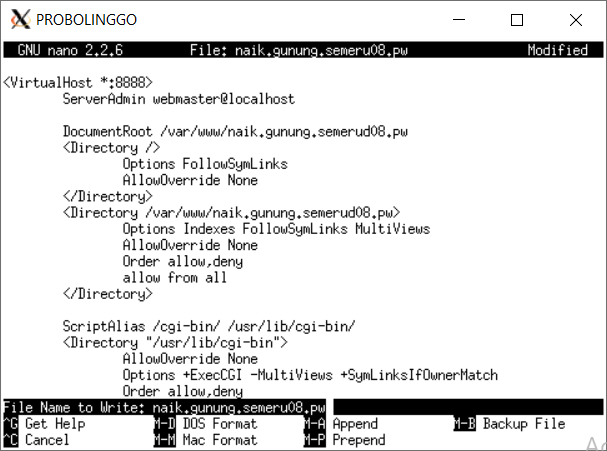 PROBOLINGGO
GNU nano 2.2.6 File: naik.gunung.semeru08.pw Modified
<VirtualHost *:8888>
ServerAdmin webmaster@localhost
DocumentRoot /var/www/naik.gunung.semerud08.pw
<Directory />
Options FollowSymLinks
AllowOverride None
</Directory>
<Directory /var/www/naik.gunung.semerud08.pw>
Options Indexes FollowSymLinks MultiViews
AllowOverride None
Order allow,deny
allow from all
</Directory>
ScriptAlias /cgi-bin/ /usr/lib/cgi-bin/
<Directory "/usr/lib/cgi-bin">
AllowOverride None
Options +ExecCGI -MultiViews +SymLinksIfOwnerMatch
Order allow,deny
File Name to Write: naik.gunung.semeru08.pw
^G Get Help M-D DOS Format M-A Append M-B Backup File
^C Cancel M-M Mac Format M-P Prepend